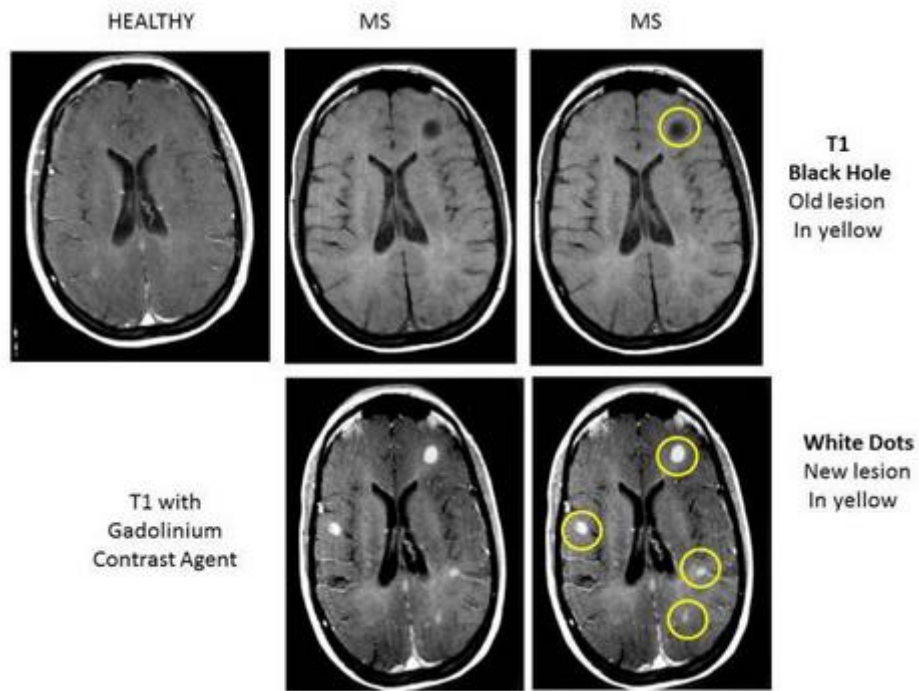 HEALTHY
MS
MS
T1
Black Hole
Old lesion
In yellow
T1 with
Gadolinium
Contrast Agent
White Dots
New lesion
In yellow